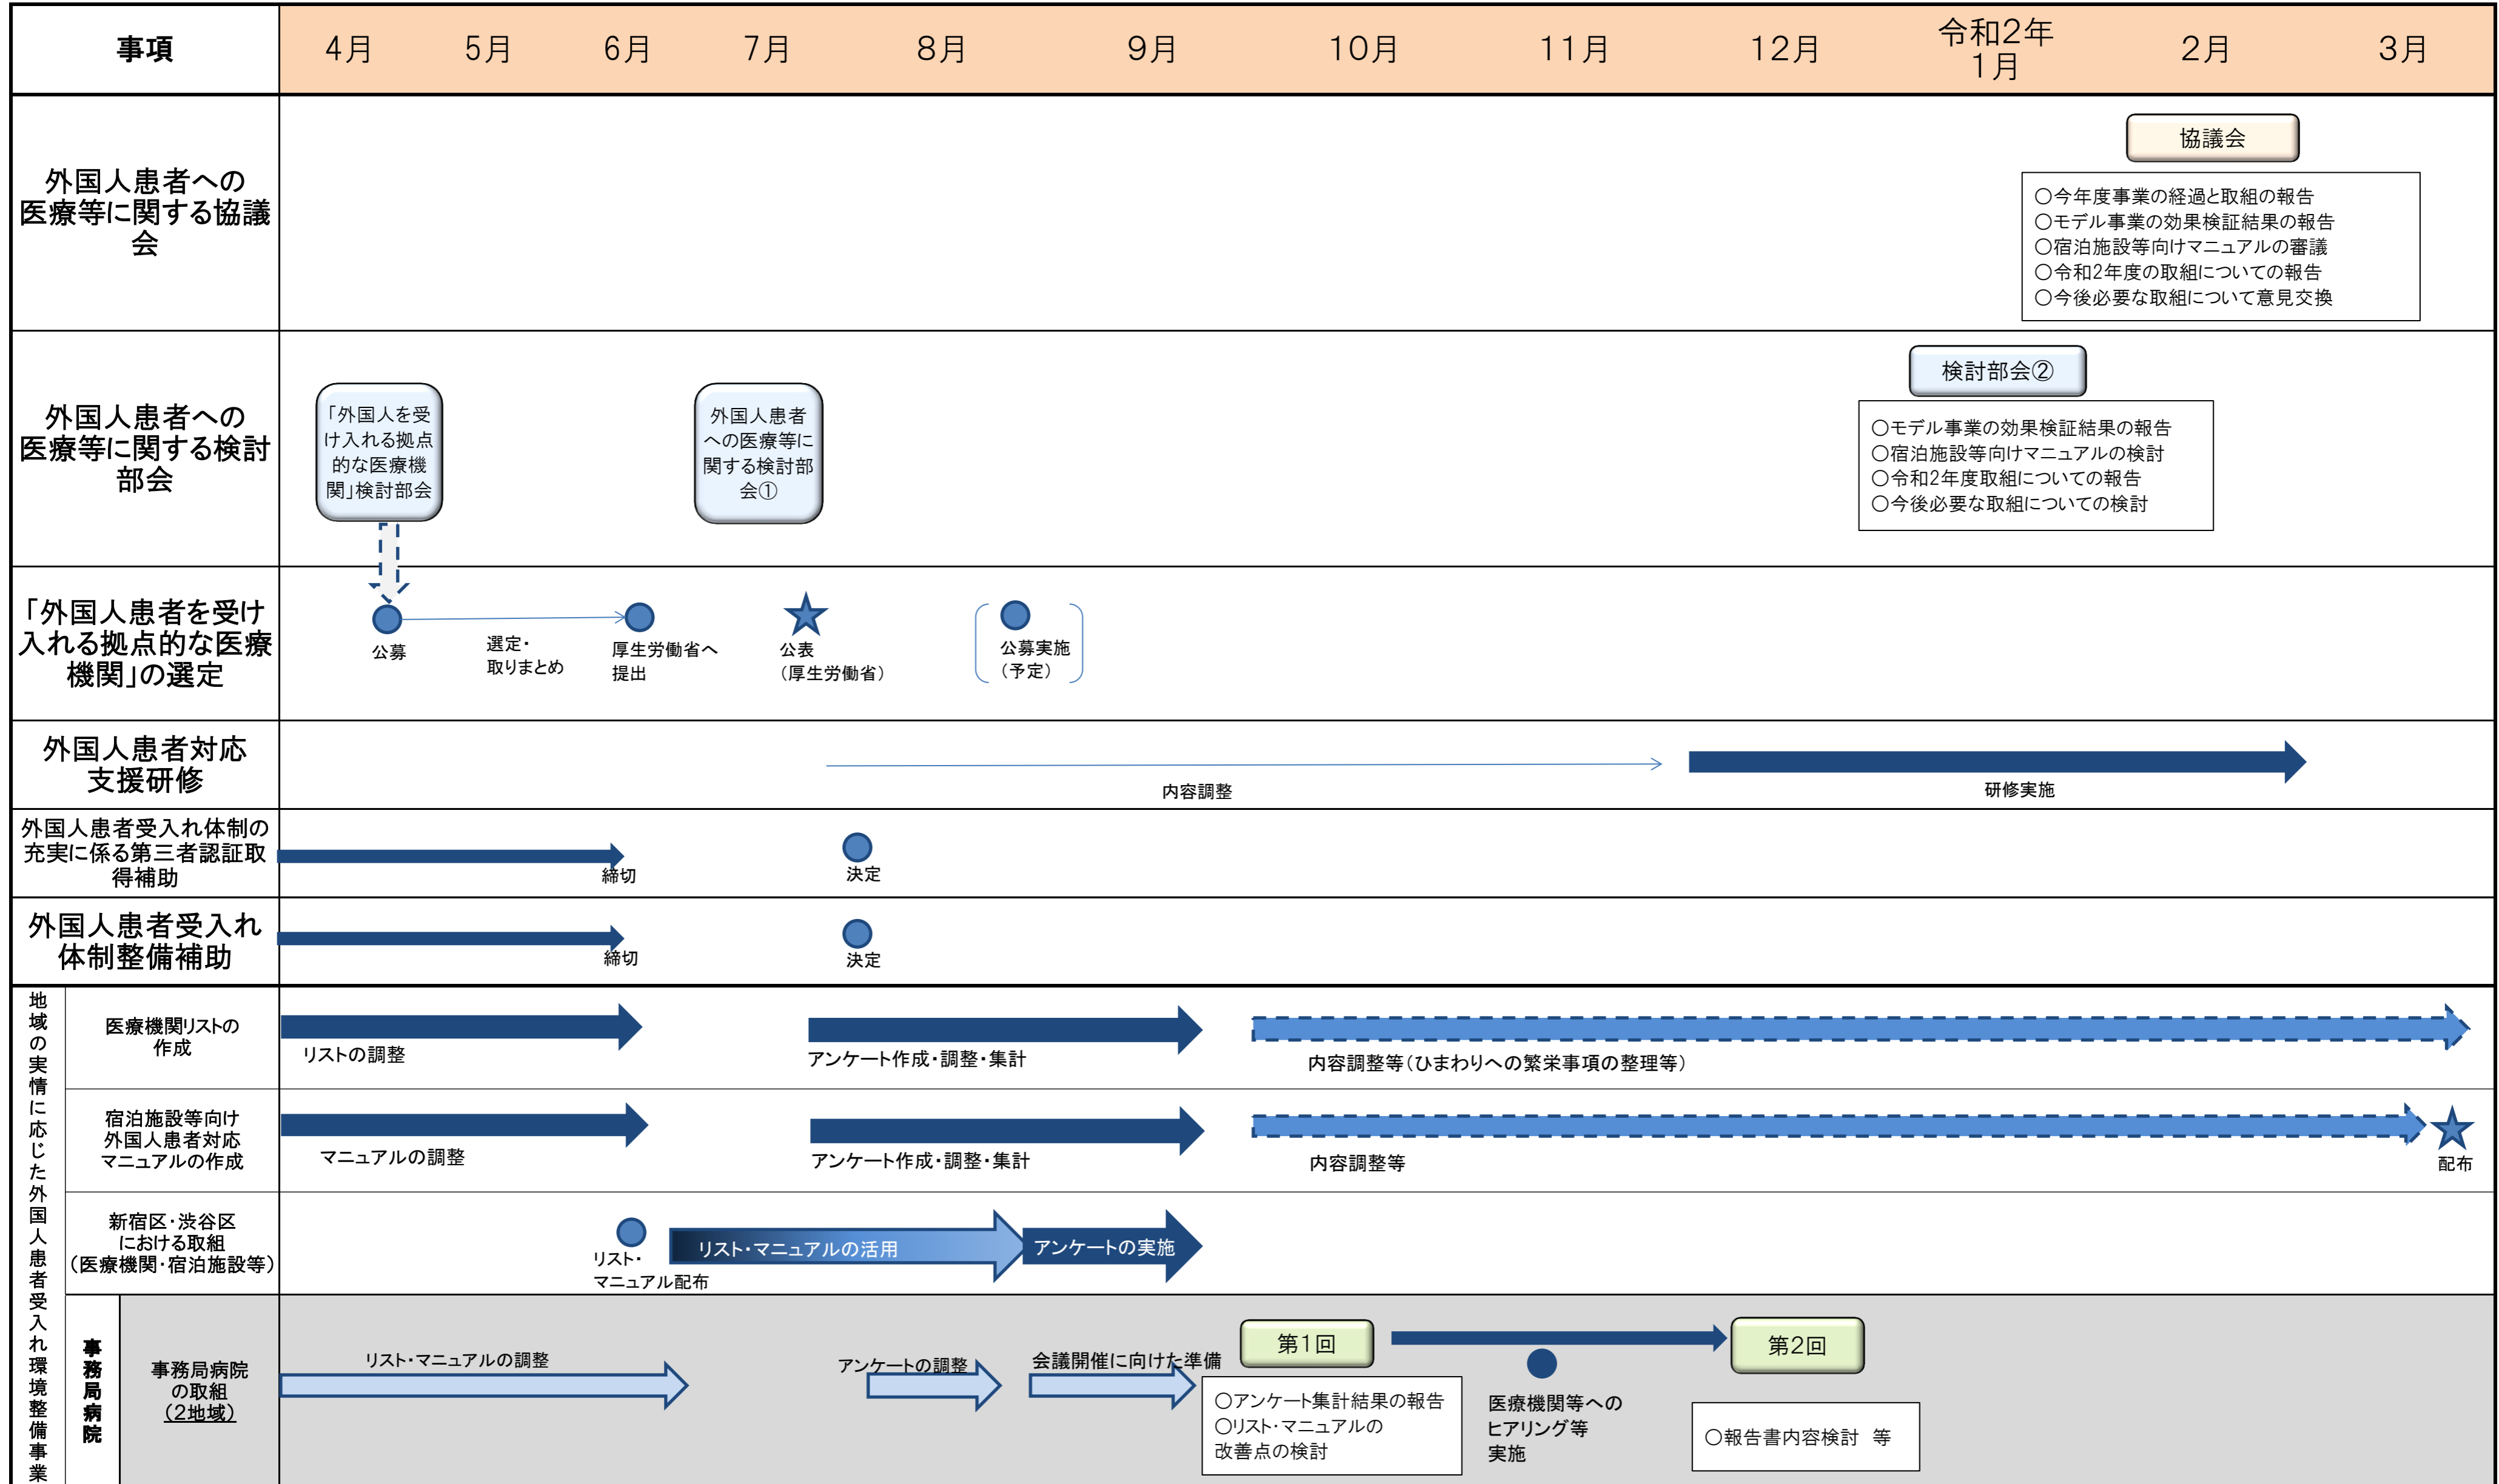 事項
4月
5月
6月
7月
8月
9月
10月
11月
12月
令和2年
1月
2月
3月
外国人患者への
医療等に関する協議
会
協議会
○今年度事業の経過と取組の報告
○モデル事業の効果検証結果の報告
○宿泊施設等向けマニュアルの審議
○令和2年度の取組についての報告
○今後必要な取組について意見交換
外国人患者への
医療等に関する検討
部会
「外国人を受
け入れる拠点
的な医療機
関」検討部会
外国人患者
への医療等に
関する検討部
会①
検討部会②
○モデル事業の効果検証結果の報告
○宿泊施設等向けマニュアルの検討
○令和2年度取組についての報告
○今後必要な取組についての検討
「外国人患者を受け
入れる拠点的な医療
機関」の選定
公募
選定・
取りまとめ
厚生労働省へ
提出
公表
（厚生労働省）
公募実施
（予定）
外国人患者対応
支援研修
内容調整
研修実施
外国人患者受入れ体制の
充実に係る第三者認証取
得補助
締切
決定
外国人患者受入れ
体制整備補助
締切
決定
地域の実情に応じた外国人患者受入れ環境整備事業
医療機関リストの
作成
リストの調整
アンケート作成・調整・集計
内容調整等（ひまわりへの繁栄事項の整理等）
宿泊施設等向け
外国人患者対応
マニュアルの作成
マニュアルの調整
アンケート作成・調整・集計
内容調整等
配布
新宿区・渋谷区
における取組
（医療機関・宿泊施設等）
リスト・
マニュアル配布
リスト・マニュアルの活用
アンケートの実施
事務局病院
事務局病院
の取組
（2地域）
リスト・マニュアルの調整
アンケートの調整
会議開催に向けた準備
第1回
○アンケート集計結果の報告
○リスト・マニュアルの
改善点の検討
医療機関等への
ヒアリング等
実施
第2回
○報告書内容検討　等